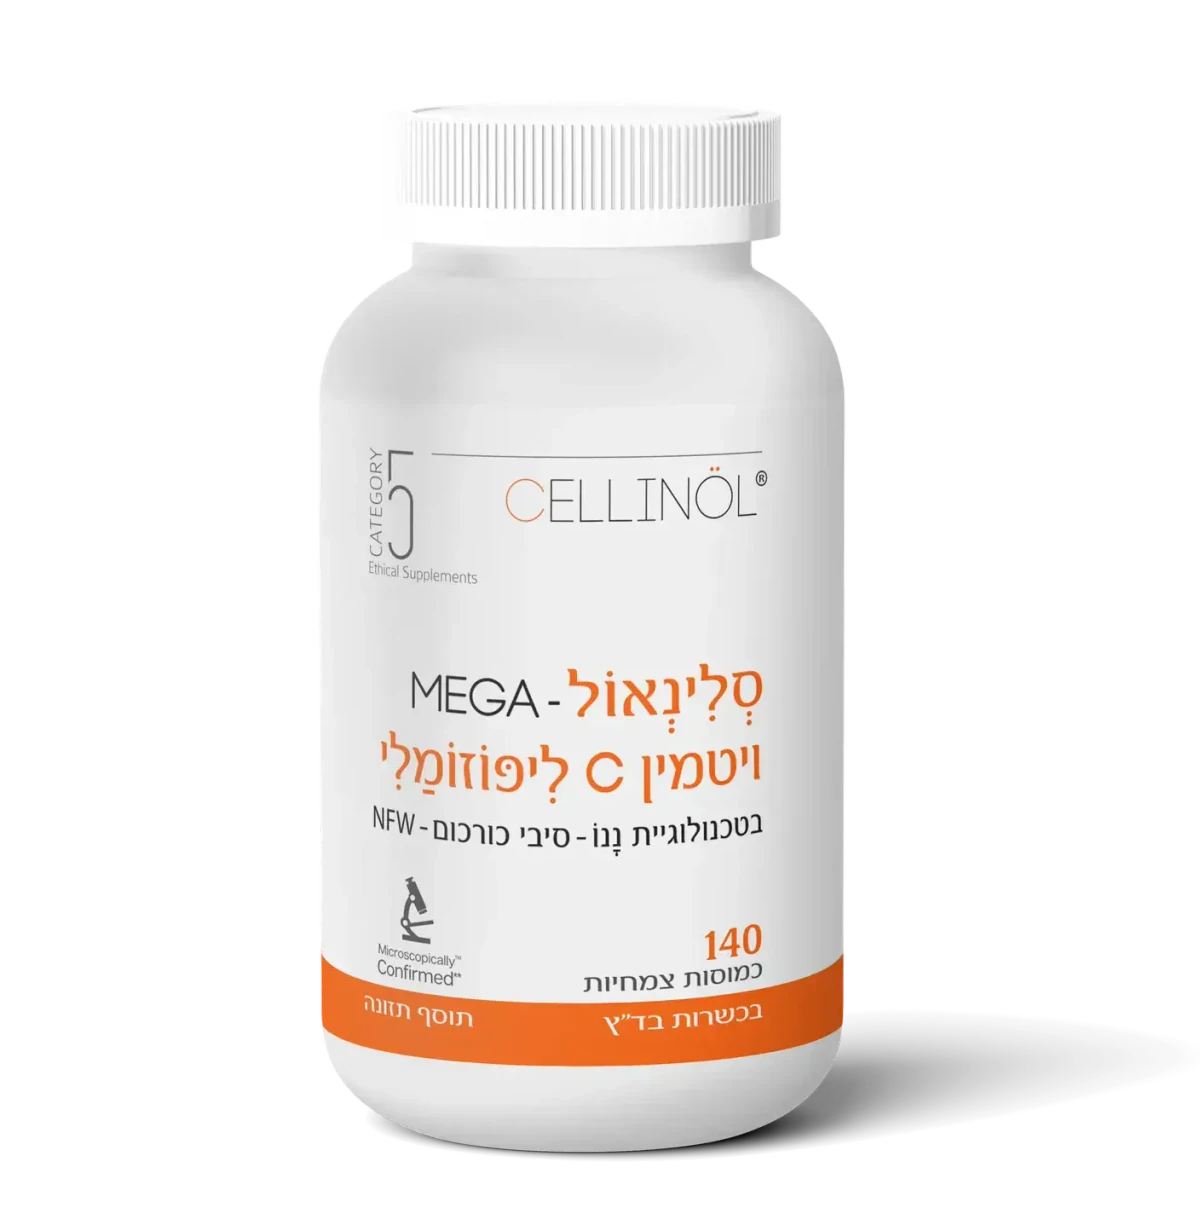 CATEGORY 5
Ethical Supplements
CELLINÖL®
סְלִינְאוֹל - MEGA
ויטמין C לִיפּוֹזוֹמַלִי
בטכנולוגיית נָנוֹ - סיבי כורכום - NFW
Microscopically™
Confirmed**
140
כמוסות צמחיות
בכשרות בד״ץ
תוסף תזונה